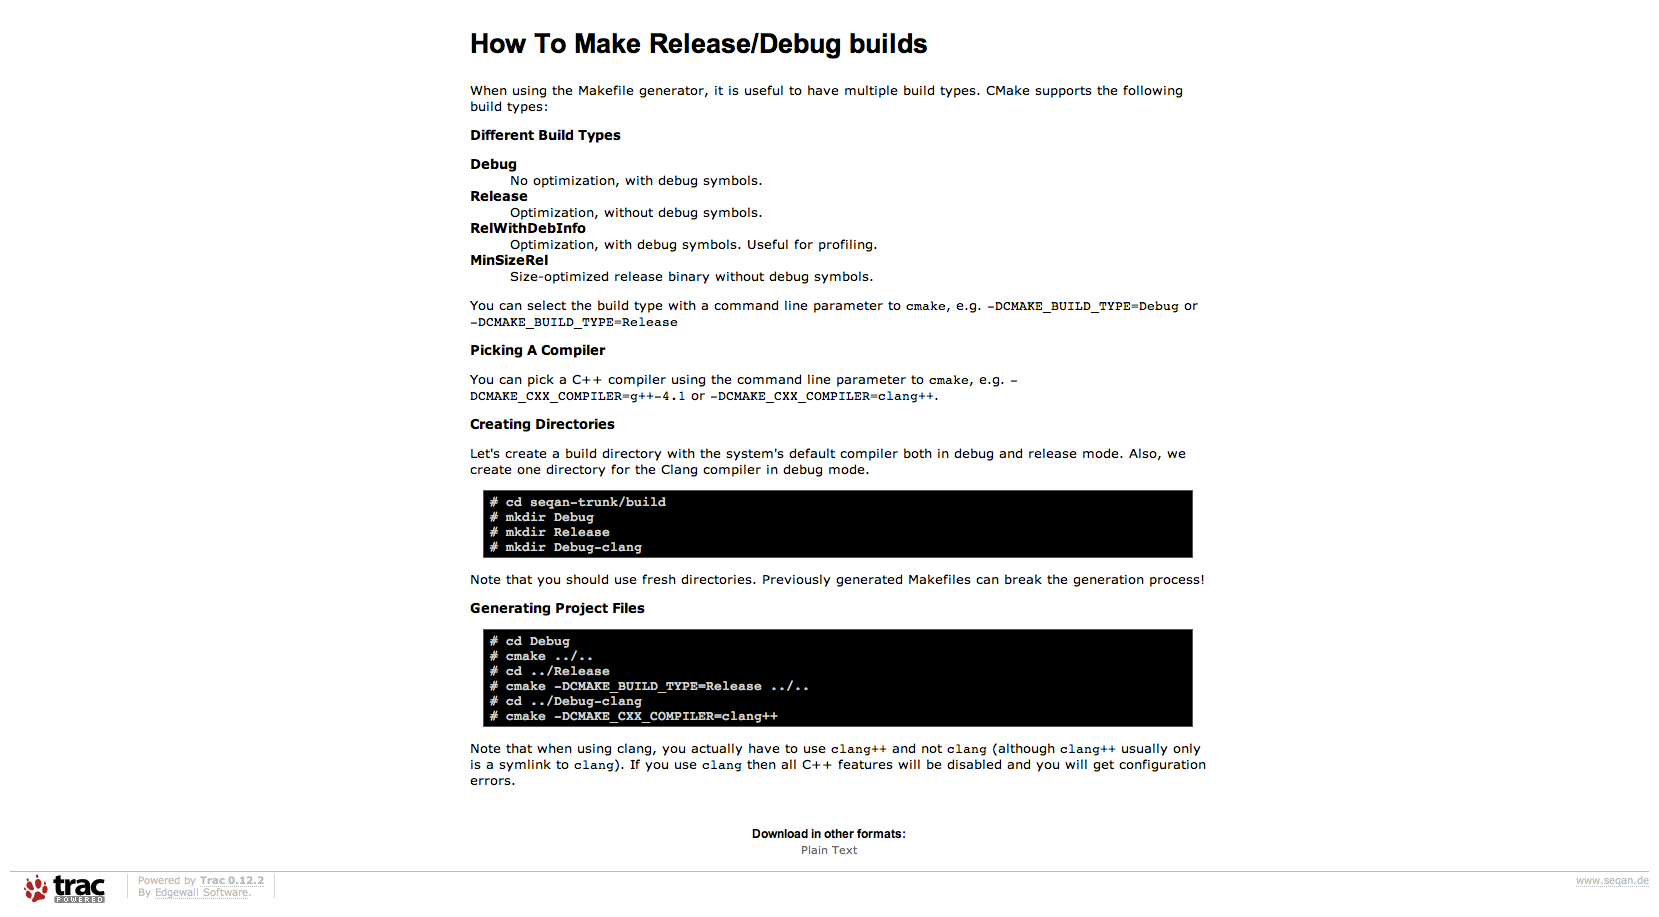 How To Make Release/Debug builds
When using the Makefile generator, it is useful to have multiple build types. CMake supports the following
build types:
Different Build Types
Debug
No optimization, with debug symbols.
Release
Optimization, without debug symbols.
RelWithDebInfo
Optimization, with debug symbols. Useful for profiling.
MinSizeRel
Size-optimized release binary without debug symbols.
You can select the build type with a command line parameter to cmake, e.g. -DCMAKE_BUILD_TYPE=Debug or
-DCMAKE_BUILD_TYPE=Release
Picking A Compiler
You can pick a C++ compiler using the command line parameter to cmake, e.g. -
DCMAKE_CXX_COMPILER=g++-4.1 or -DCMAKE_CXX_COMPILER=clang++.
Creating Directories
Let's create a build directory with the system's default compiler both in debug and release mode. Also, we
create one directory for the Clang compiler in debug mode.
# cd seqan-trunk/build
# mkdir Debug
# mkdir Release
# mkdir Debug-clang
Note that you should use fresh directories. Previously generated Makefiles can break the generation process!
Generating Project Files
# cd Debug
# cmake ../..
# cd ../Release
# cmake -DCMAKE_BUILD_TYPE=Release ../..
# cd ../Debug-clang
# cmake -DCMAKE_CXX_COMPILER=clang++
Note that when using clang, you actually have to use clang++ and not clang (although clang++ usually only
is a symlink to clang). If you use clang then all C++ features will be disabled and you will get configuration
errors.
Download in other formats:
Plain Text
trac
POWERED
Powered by Trac 0.12.2
By Edgewall Software.
www.seqan.de